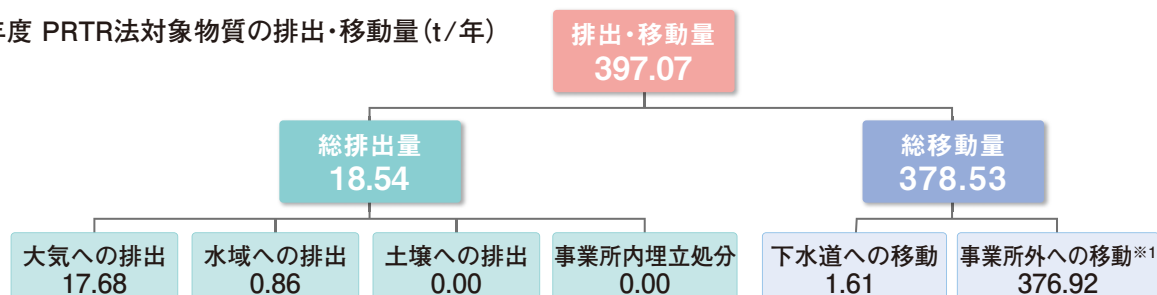 年度 PRTR法対象物質の排出・移動量（t/年）
排出・移動量
397.07
総排出量
18.54
総移動量
378.53
大気への排出
17.68
水域への排出
0.86
土壌への排出
0.00
事業所内埋立処分
0.00
下水道への移動
1.61
事業所外への移動※1
376.92